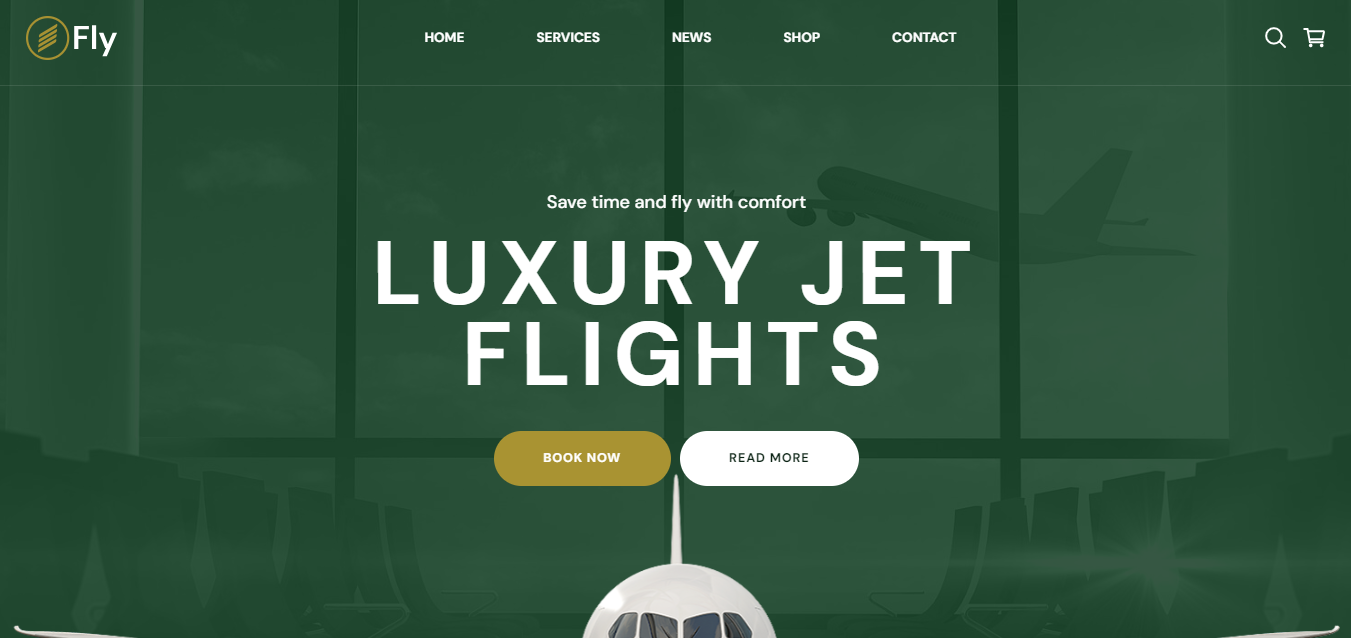 Fly
HOME SERVICES NEWS SHOP CONTACT
Save time and fly with comfort
LUXURY JET
FLIGHTS
BOOK NOW READ MORE